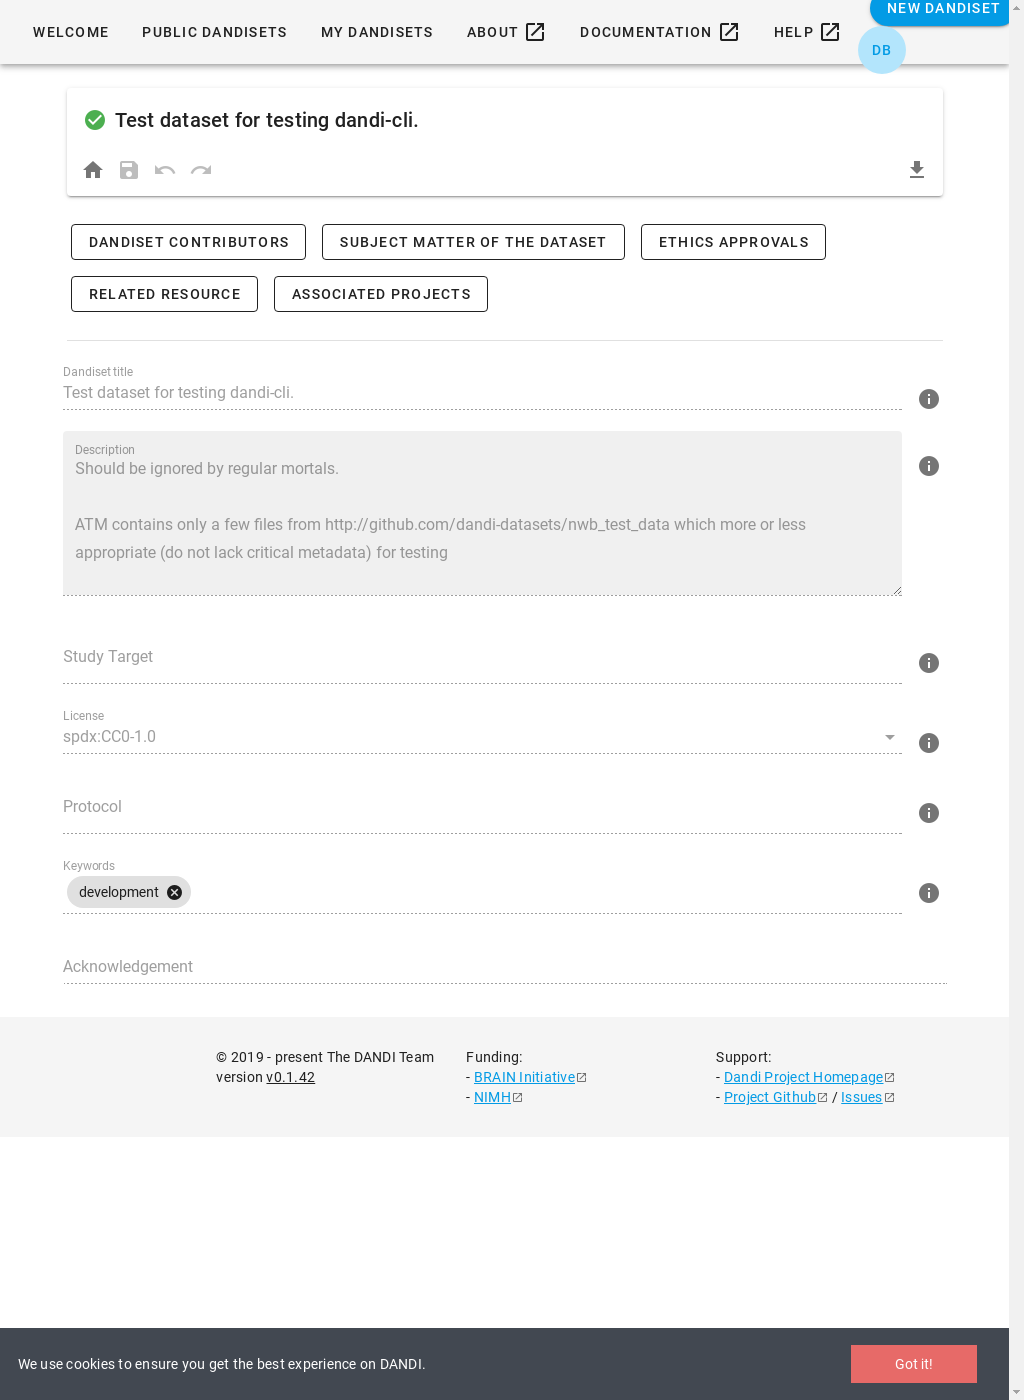 WELCOME PUBLIC DANDISETS MY DANDISETS ABOUT DOCUMENTATION HELP NEW DANDISET
DB
Test dataset for testing dandi-cli.
DANDISET CONTRIBUTORS SUBJECT MATTER OF THE DATASET ETHICS APPROVALS
RELATED RESOURCE ASSOCIATED PROJECTS
Dandiset title
Test dataset for testing dandi-cli.
Description
Should be ignored by regular mortals.
ATM contains only a few files from http://github.com/dandi-datasets/nwb_test_data which more or less
appropriate (do not lack critical metadata) for testing
Study Target
License
spdx:CC0-1.0
Protocol
Keywords
development
Acknowledgement
© 2019 - present The DANDI Team
version v0.1.42
Funding:
- BRAIN Initiative
- NIMH
Support:
- Dandi Project Homepage
- Project Github / Issues
We use cookies to ensure you get the best experience on DANDI. Got it!